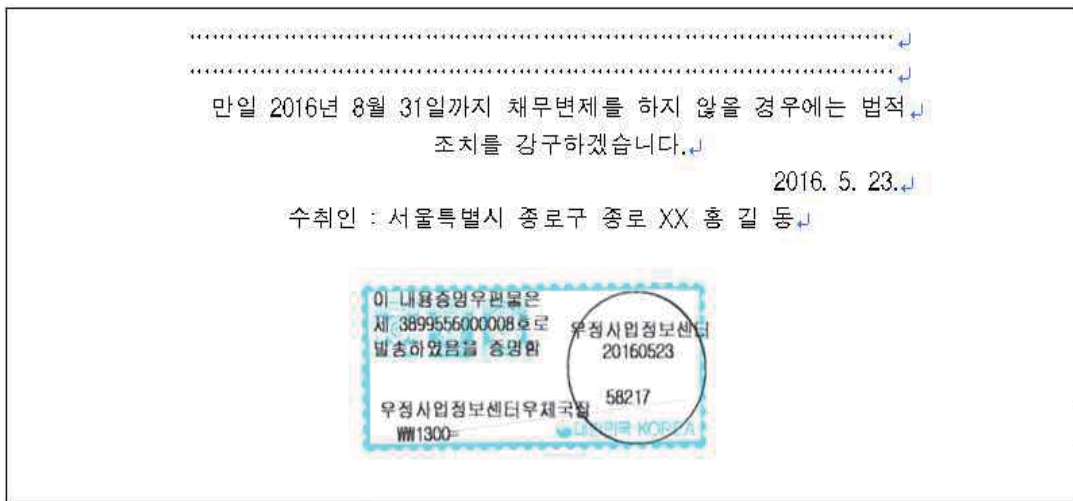 만일 2016년 8월 31일까지 채무변제를 하지 않을 경우에는 법적
조치를 강구하겠습니다.
2016. 5. 23.
수취인 : 서울특별시 종로구 종로 XX 홍 길 동
이 내용증명우편물은
제 3899556000008호로
발송하였음을 증명함
우정사업정보센터
20160523
58217
우정사업정보센터우체국장
₩1300
대한민국 KOREA